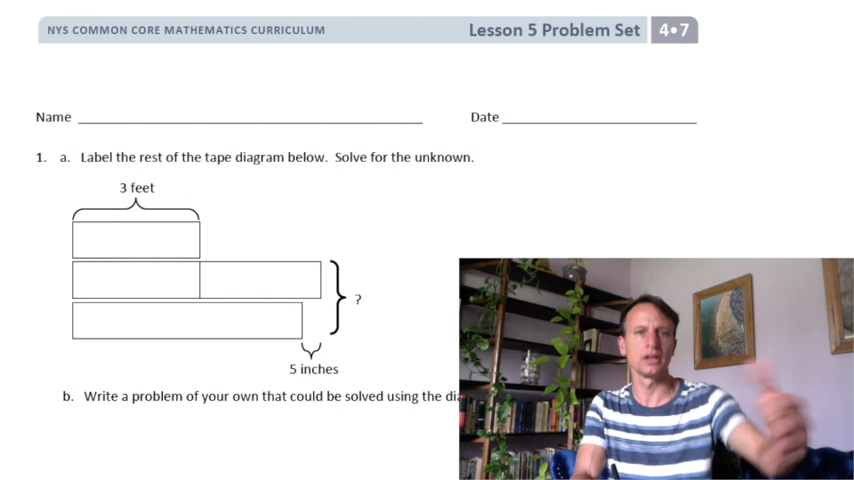 NYS COMMON CORE MATHEMATICS CURRICULUM
Lesson 5 Problem Set
4•7
Name
Date
1. a. Label the rest of the tape diagram below. Solve for the unknown.
3 feet
?
5 inches
b. Write a problem of your own that could be solved using the